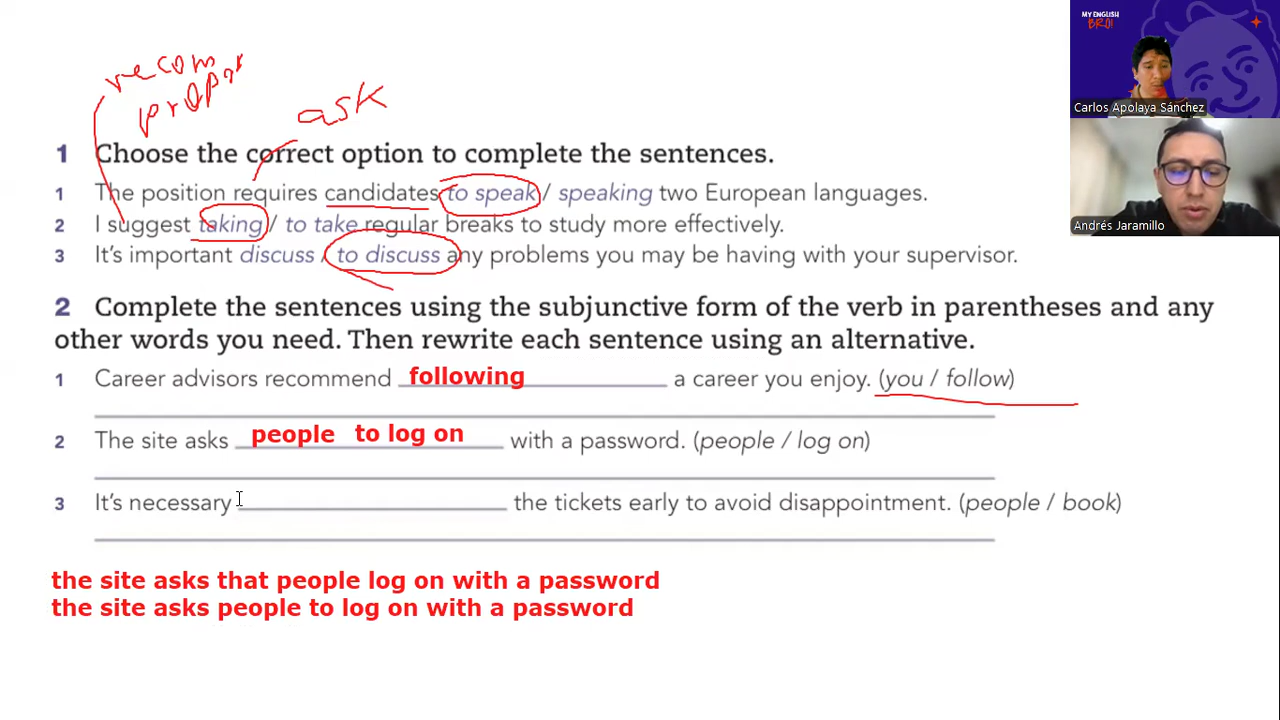 MY ENGLISH
BRO!
Carlos Apolaya Sánchez
Andrés Jaramillo
recom
ask
1 Choose the correct option to complete the sentences.
1 The position requires candidates to speak / speaking two European languages.
2 I suggest taking / to take regular breaks to study more effectively.
3 It's important discuss / to discuss any problems you may be having with your supervisor.
2 Complete the sentences using the subjunctive form of the verb in parentheses and any
other words you need. Then rewrite each sentence using an alternative.
1 Career advisors recommend following a career you enjoy. (you / follow)
2 The site asks people to log on with a password. (people / log on)
3 It's necessary the tickets early to avoid disappointment. (people / book)
the site asks that people log on with a password
the site asks people to log on with a password